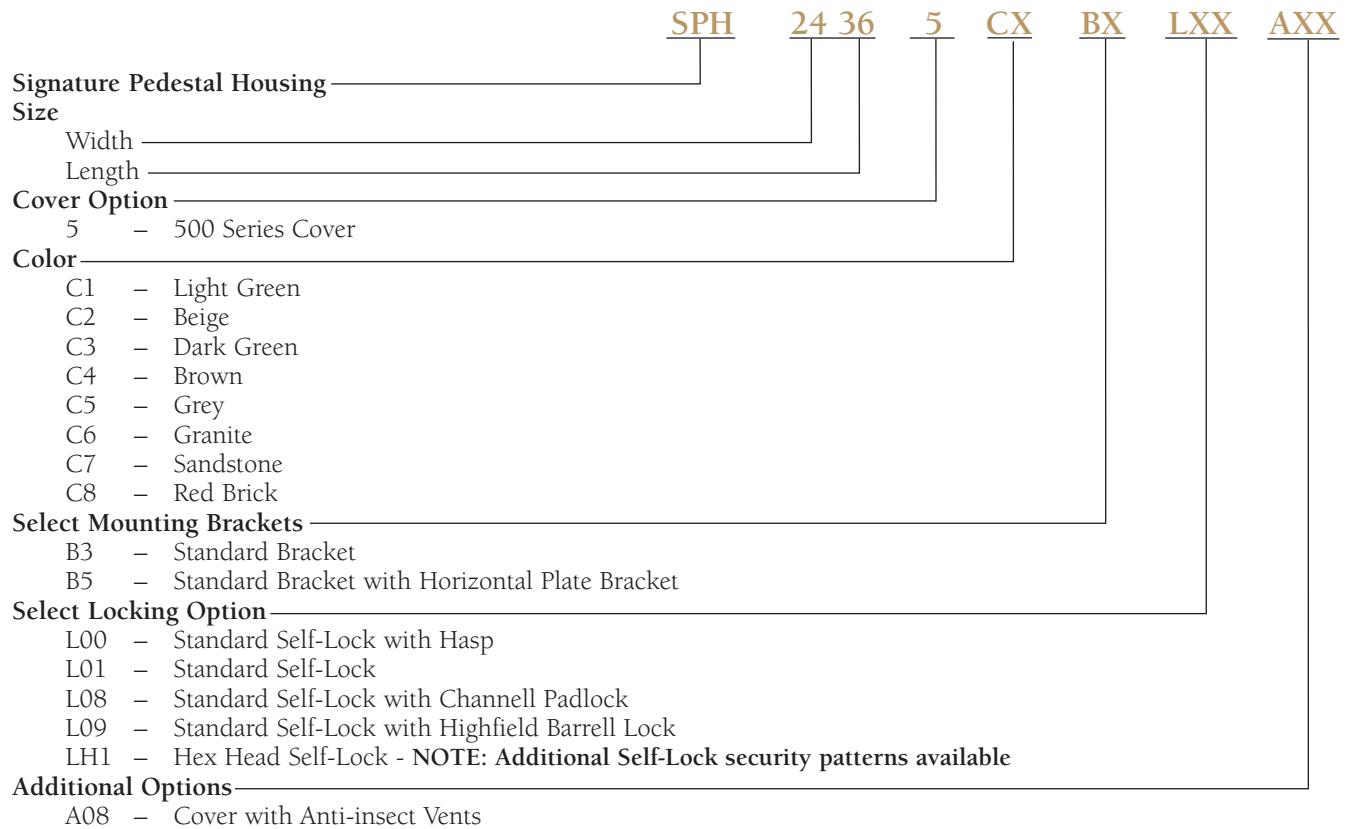 SPH 24 36 5 CX BX LXX AXX
Signature Pedestal Housing
Size
Width
Length
Cover Option
5 – 500 Series Cover
Color
C1 – Light Green
C2 – Beige
C3 – Dark Green
C4 – Brown
C5 – Grey
C6 – Granite
C7 – Sandstone
C8 – Red Brick
Select Mounting Brackets
B3 – Standard Bracket
B5 – Standard Bracket with Horizontal Plate Bracket
Select Locking Option
L00 – Standard Self-Lock with Hasp
L01 – Standard Self-Lock
L08 – Standard Self-Lock with Channell Padlock
L09 – Standard Self-Lock with Highfield Barrell Lock
LH1 – Hex Head Self-Lock - NOTE: Additional Self-Lock security patterns available
Additional Options
A08 – Cover with Anti-insect Vents